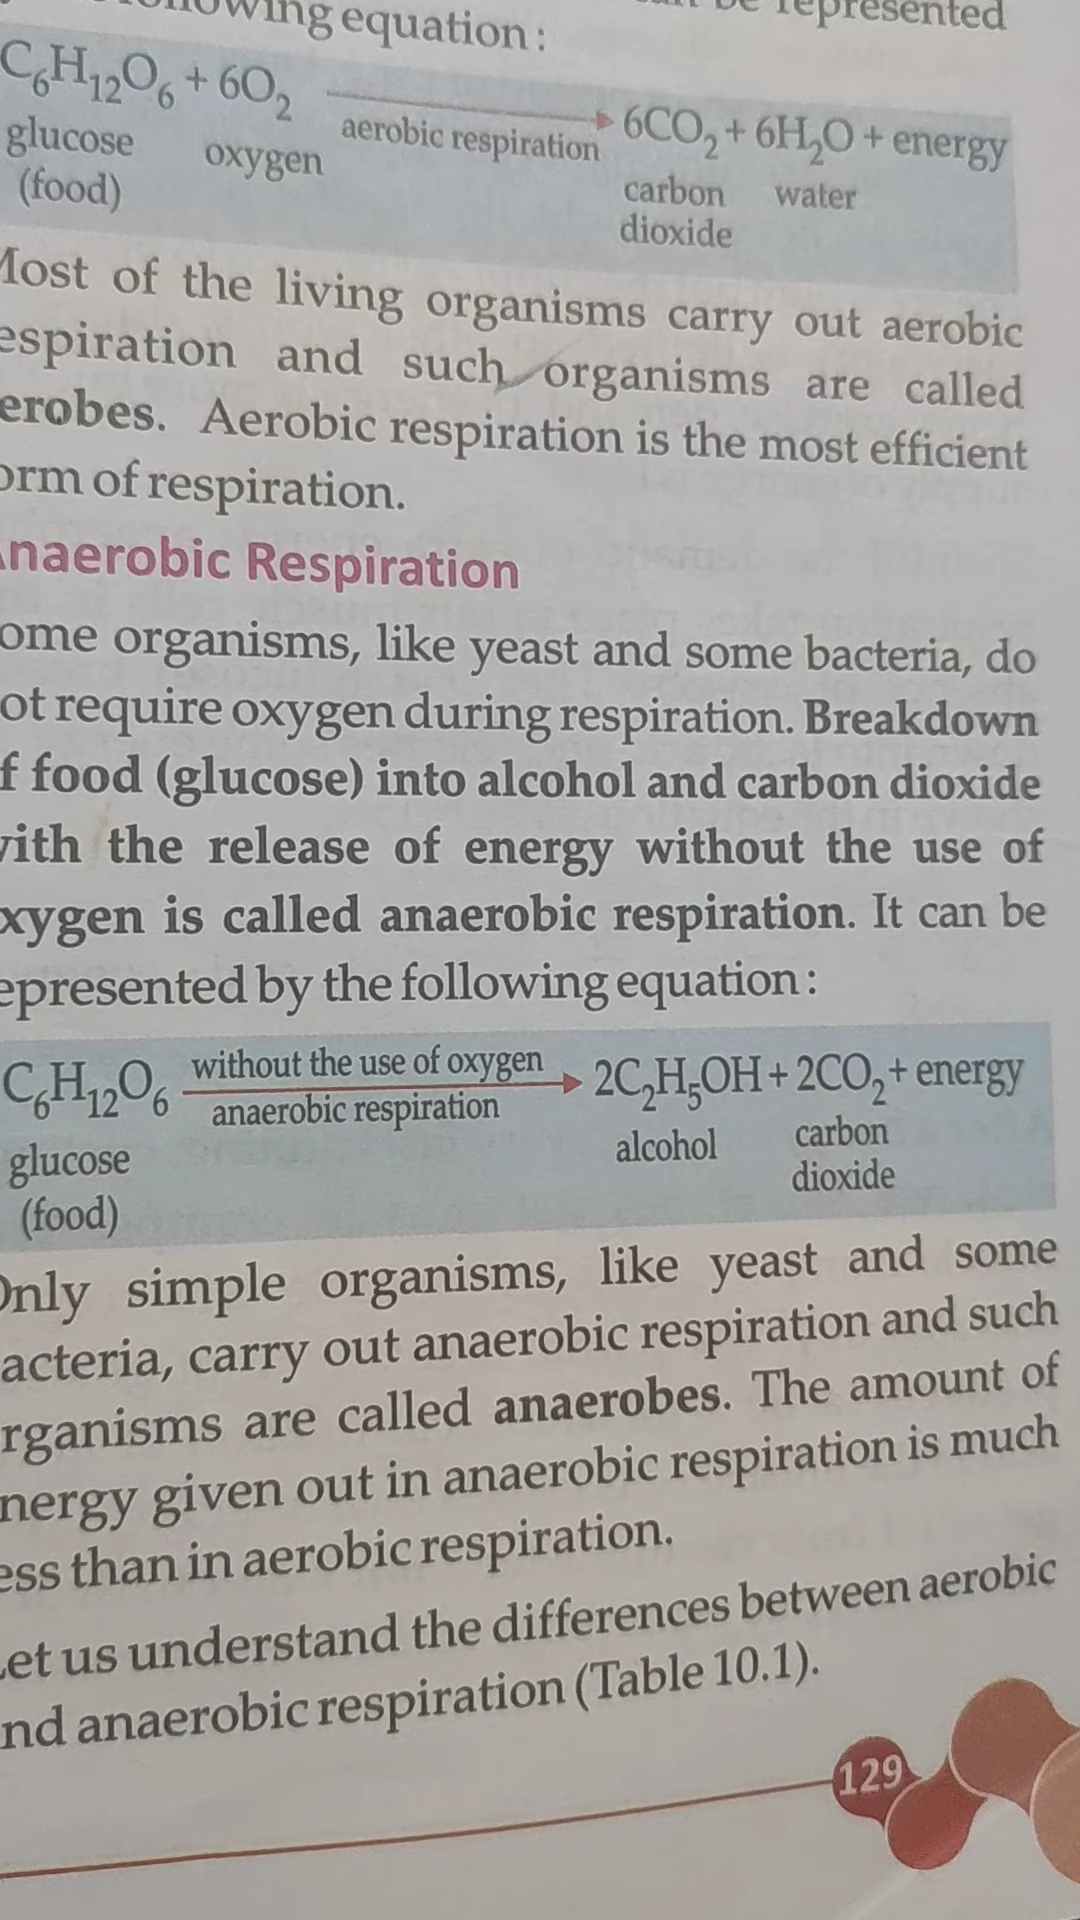 owing equation : represented
C₆H₁₂O₆ + 6O₂ aerobic respiration 6CO₂ + 6H₂O + energy
glucose oxygen carbon water
(food) dioxide
ost of the living organisms carry out aerobic
espiration and such organisms are called
erobes. Aerobic respiration is the most efficient
orm of respiration.
naerobic Respiration
ome organisms, like yeast and some bacteria, do
ot require oxygen during respiration. Breakdown
f food (glucose) into alcohol and carbon dioxide
ith the release of energy without the use of
xygen is called anaerobic respiration. It can be
epresented by the following equation :
C₆H₁₂O₆ without the use of oxygen 2C₂H₅OH + 2CO₂ + energy
anaerobic respiration
glucose alcohol carbon
(food) dioxide
Only simple organisms, like yeast and some
acteria, carry out anaerobic respiration and such
rganisms are called anaerobes. The amount of
nergy given out in anaerobic respiration is much
ess than in aerobic respiration.
et us understand the differences between aerobic
nd anaerobic respiration (Table 10.1).
129